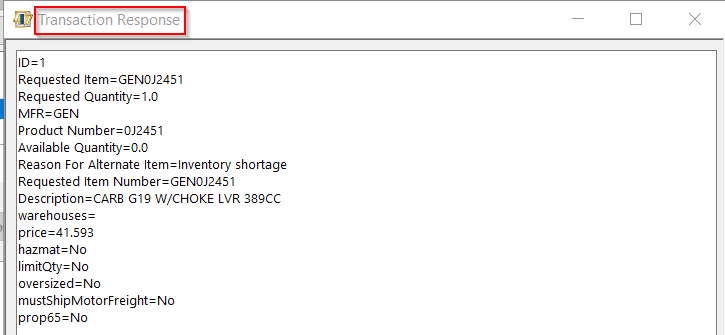 Transaction Response
ID=1
Requested Item=GEN0J2451
Requested Quantity=1.0
MFR=GEN
Product Number=0J2451
Available Quantity=0.0
Reason For Alternate Item=Inventory shortage
Requested Item Number=GEN0J2451
Description=CARB G19 W/CHOKE LVR 389CC
warehouses=
price=41.593
hazmat=No
limitQty=No
oversized=No
mustShipMotorFreight=No
prop65=No